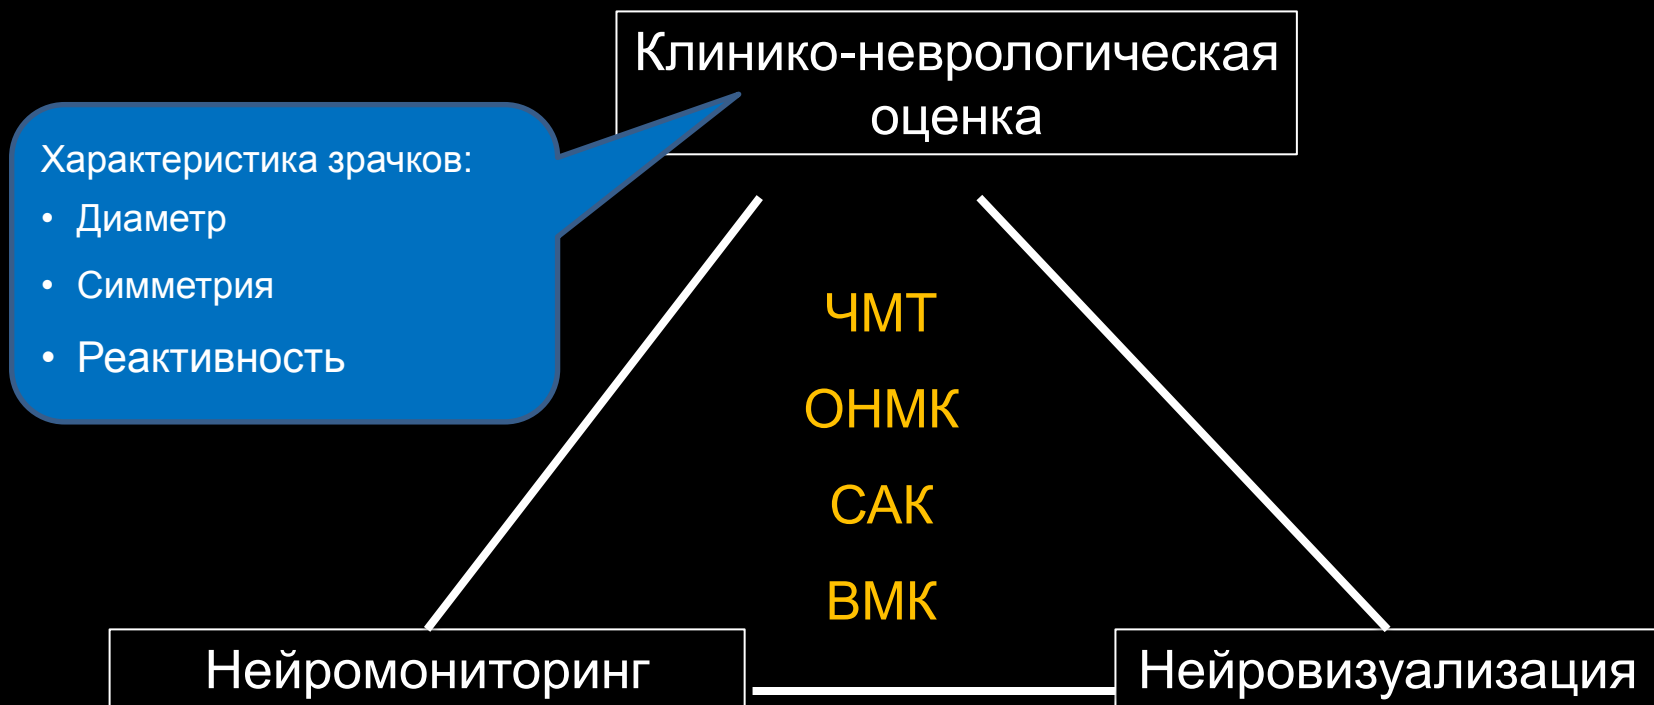 Клинико-неврологическая
оценка
Характеристика зрачков:
• Диаметр
• Симметрия
• Реактивность
ЧМТ
ОНМК
САК
ВМК
Нейромониторинг
Нейровизуализация